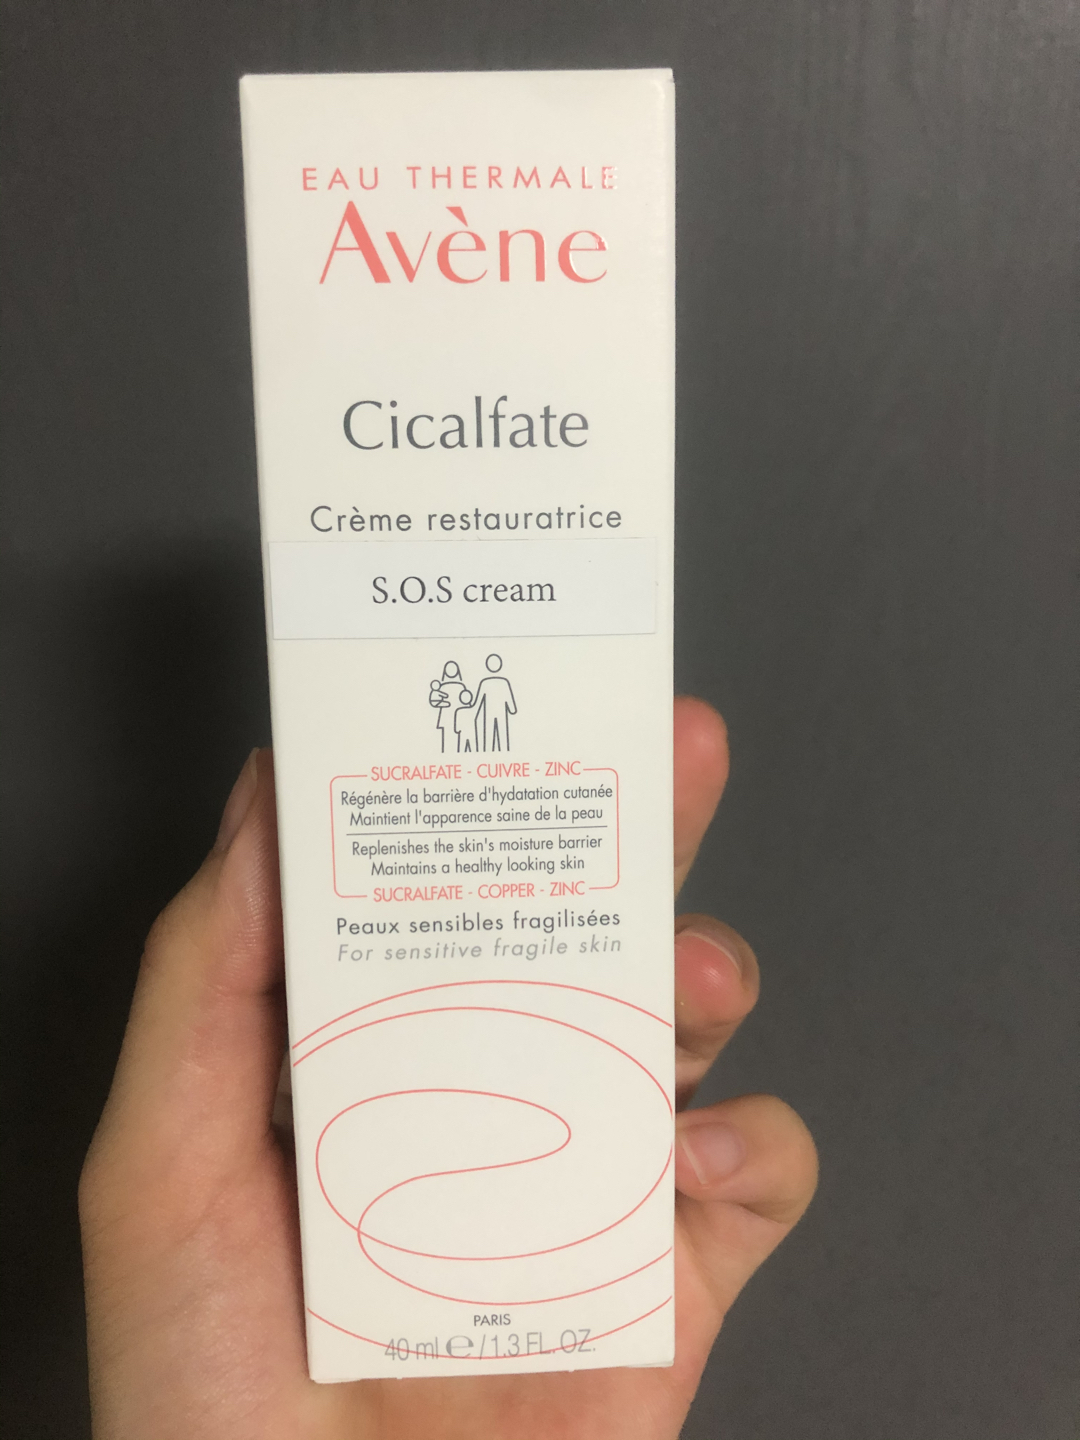 EAU THERMALE
Avène
Cicalfate
Crème restauratrice
S.O.S cream
SUCRALFATE - CUIVRE - ZINC
Régénère la barrière d'hydatation cutanée
Maintient l'apparence saine de la peau
Replenishes the skin's moisture barrier
Maintains a healthy looking skin
SUCRALFATE - COPPER - ZINC
Peaux sensibles fragilisées
For sensitive fragile skin
PARIS
40 ml e / 1.3 FL. OZ.